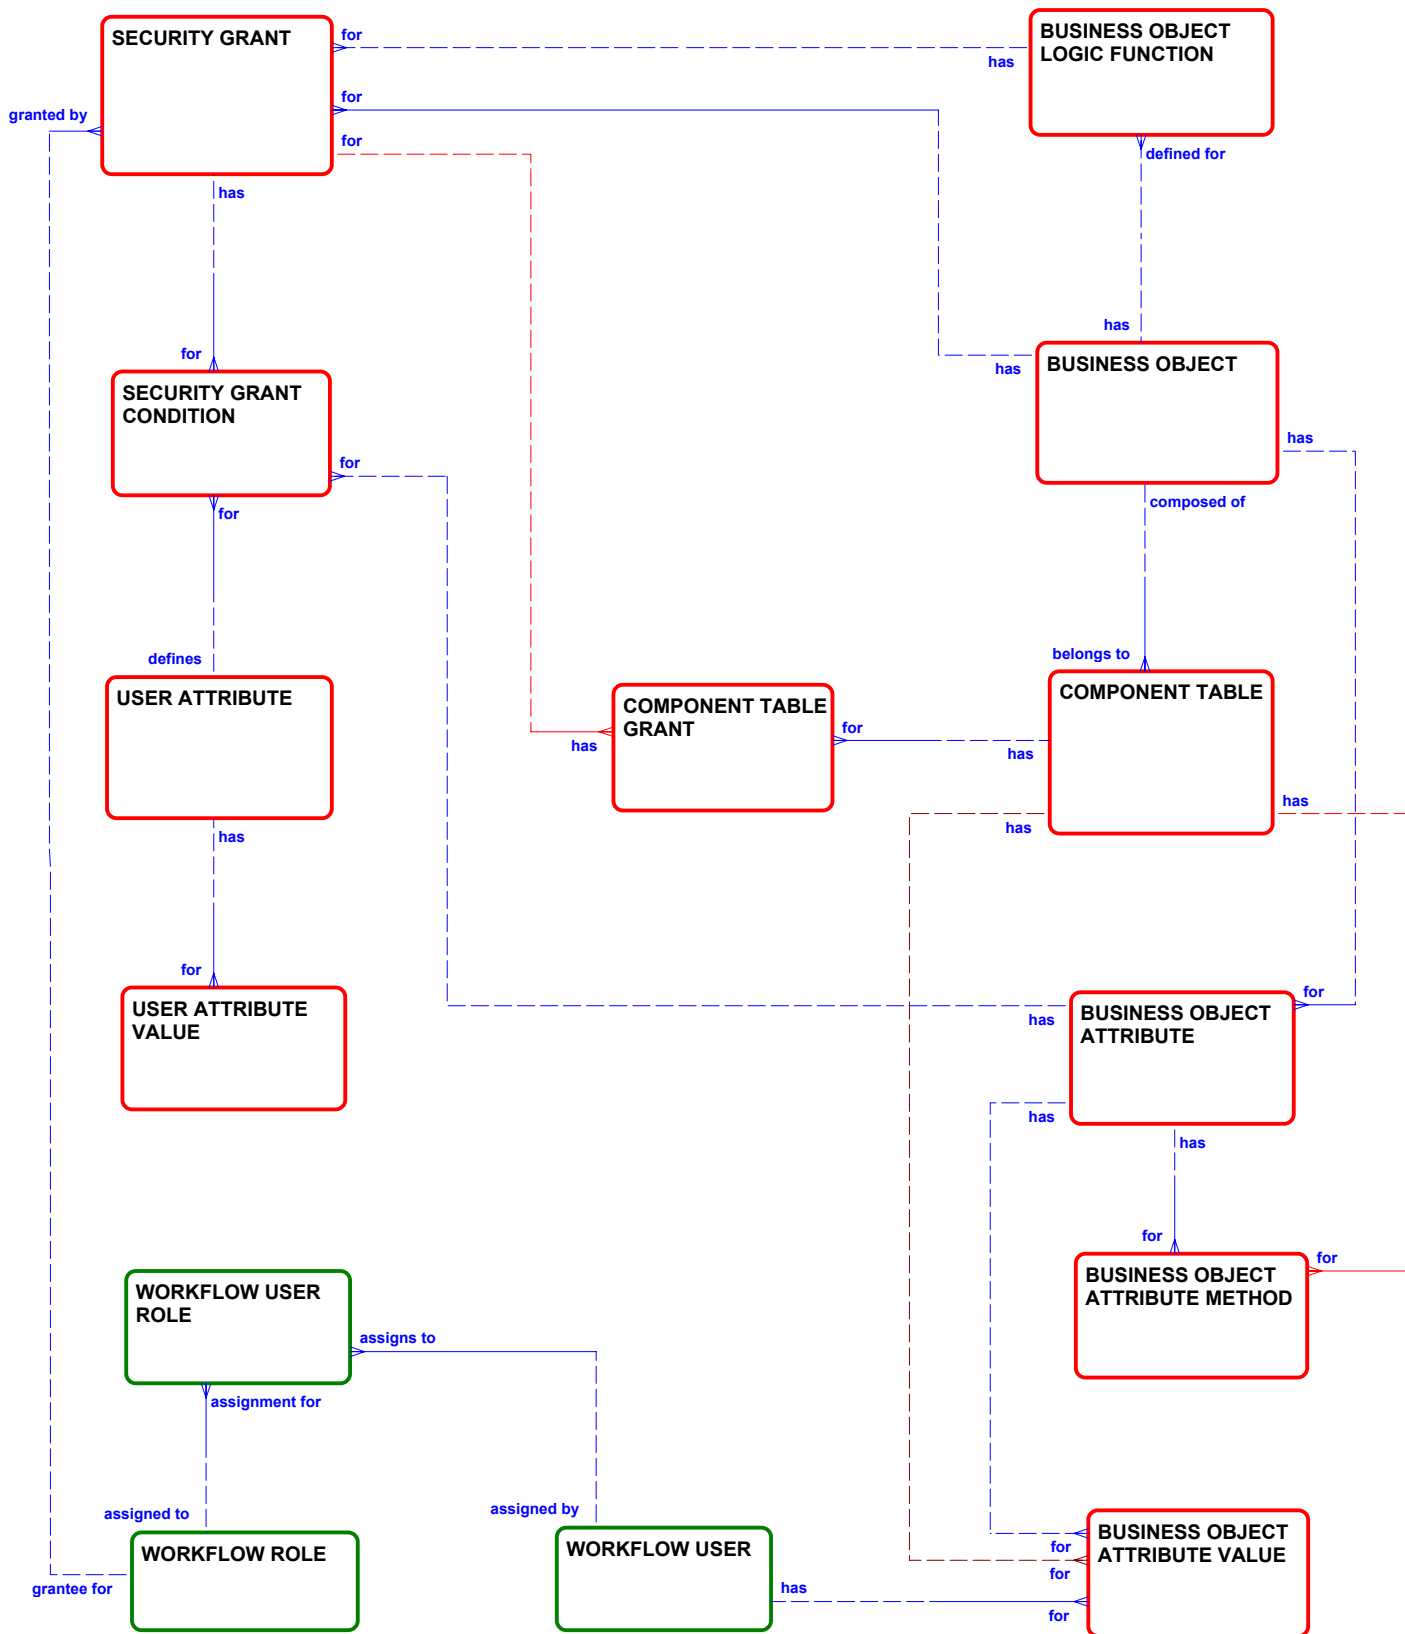 SECURITY GRANT
for
has
BUSINESS OBJECT
LOGIC FUNCTION
for
granted by
for
defined for
has
has
for
has
BUSINESS OBJECT
SECURITY GRANT
CONDITION
for
has
for
composed of
defines
belongs to
USER ATTRIBUTE
COMPONENT TABLE
GRANT
COMPONENT TABLE
for
has
has
has
has
has
for
for
USER ATTRIBUTE
VALUE
has
BUSINESS OBJECT
ATTRIBUTE
has
has
for
for
BUSINESS OBJECT
ATTRIBUTE METHOD
WORKFLOW USER
ROLE
assigns to
assignment for
assigned to
assigned by
WORKFLOW ROLE
WORKFLOW USER
BUSINESS OBJECT
ATTRIBUTE VALUE
for
for
grantee for
has
for